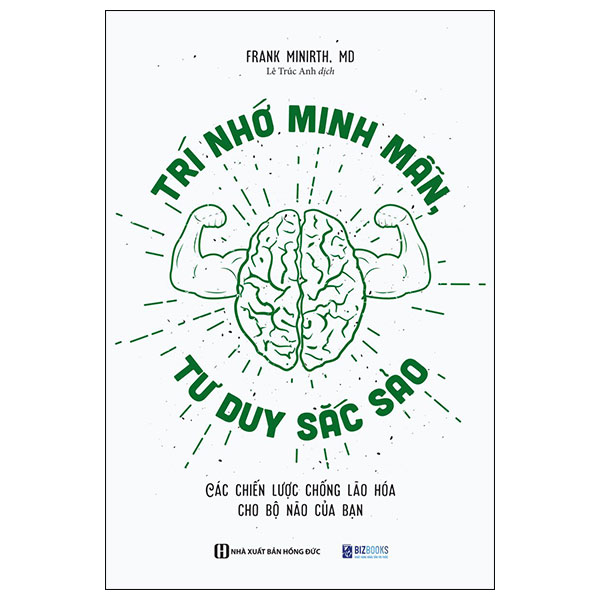 FRANK MINIRTH, MD
Lê Trúc Anh dịch
TRÍ NHỚ MINH MẪN,
TƯ DUY SẮC SẢO
CÁC CHIẾN LƯỢC CHỐNG LÃO HÓA
CHO BỘ NÃO CỦA BẠN
NHÀ XUẤT BẢN HỒNG ĐỨC
BIZBOOKS